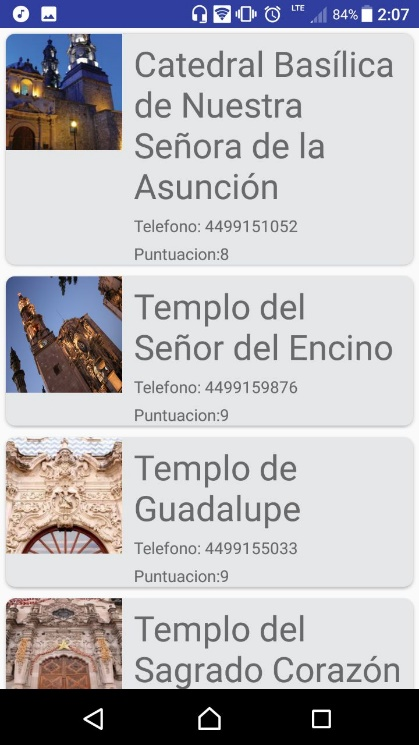 LTE 84% 2:07
Catedral Basílica
de Nuestra
Señora de la
Asunción
Telefono: 4499151052
Puntuacion:8
Templo del
Señor del Encino
Telefono: 4499159876
Puntuacion:9
Templo de
Guadalupe
Telefono: 4499155033
Puntuacion:9
Templo del
Sagrado Corazón